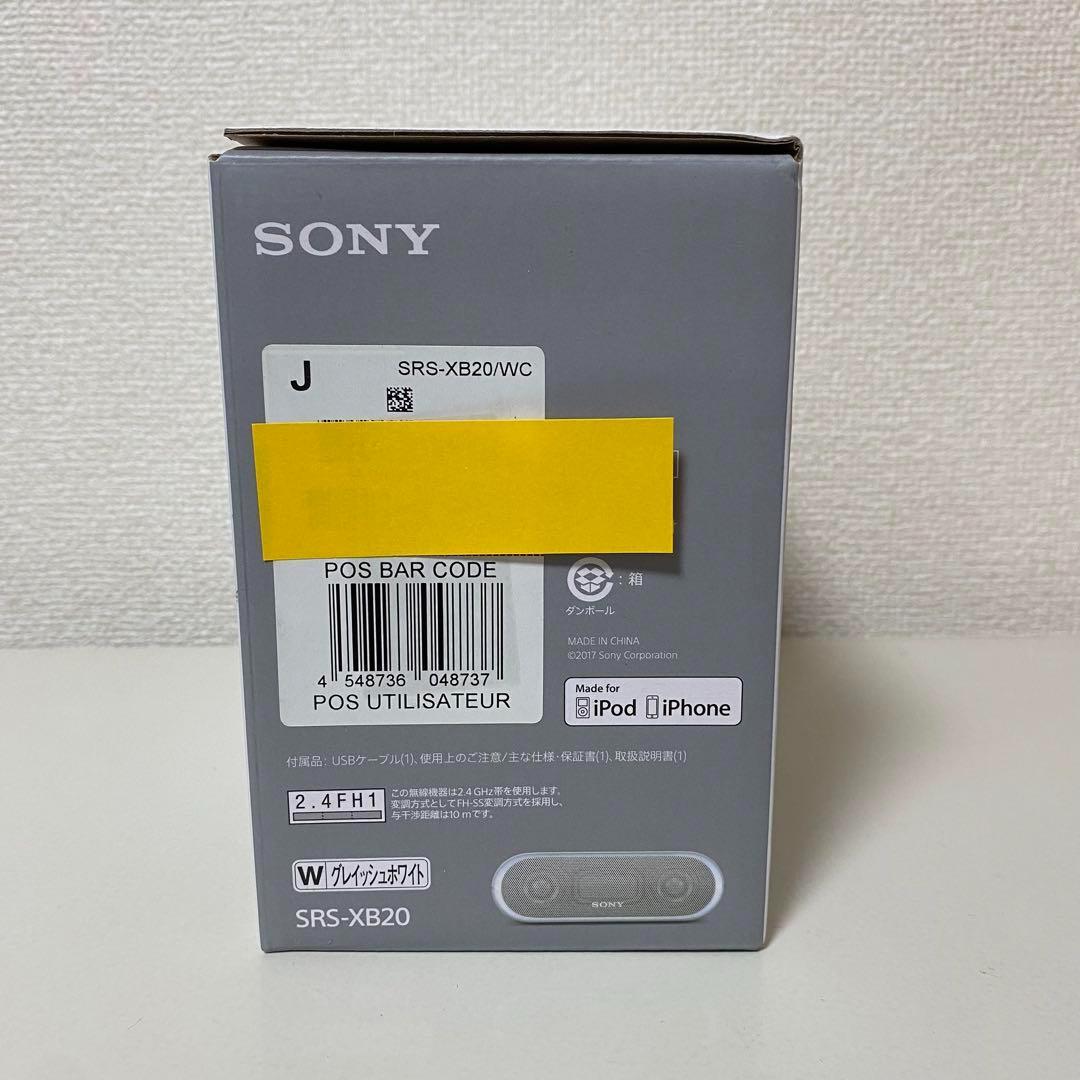 SONY
J
SRS-XB20/WC
POS BAR CODE
4 548736 048737
POS UTILISATEUR
：箱
ダンボール
MADE IN CHINA
©2017 Sony Corporation
Made for
iPod iPhone
付属品：USBケーブル(1)、使用上のご注意/主な仕様・保証書(1)、取扱説明書(1)
2.4FH1
この無線機器は2.4 GHz帯を使用します。
変調方式としてFH-SS変調方式を採用し、
与干渉距離は10 mです。
W グレイッシュホワイト
SRS-XB20
SONY